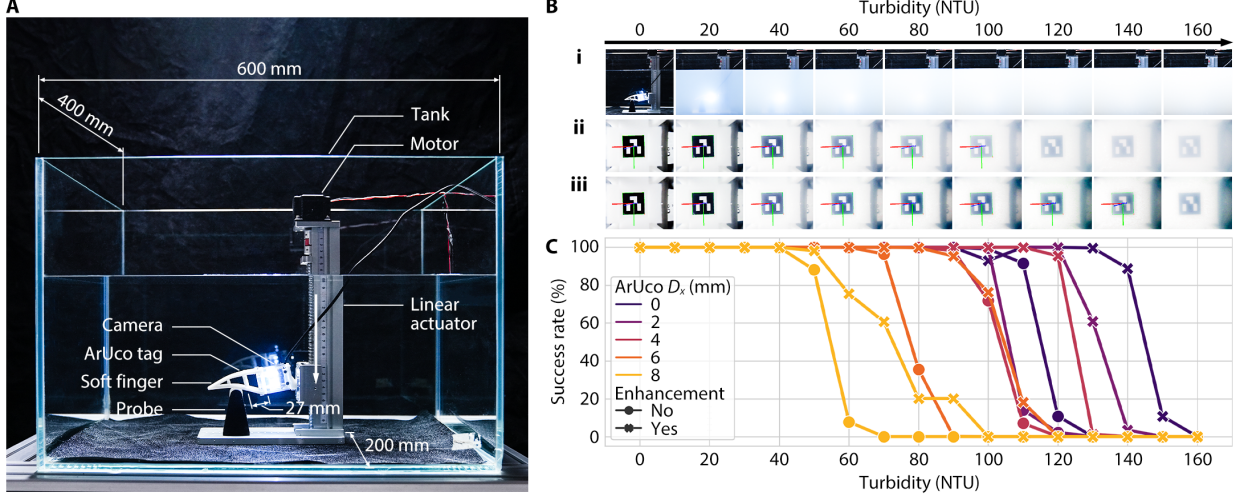 A
600 mm
400 mm
Tank
Motor
Linear
actuator
Camera
ArUco tag
Soft finger
Probe
27 mm
200 mm
B
Turbidity (NTU)
0 20 40 60 80 100 120 140 160
i
ii
iii
C
Success rate (%)
100
80
60
40
20
0
ArUco Dx (mm)
0
2
4
6
8
Enhancement
No
Yes
0 20 40 60 80 100 120 140 160
Turbidity (NTU)